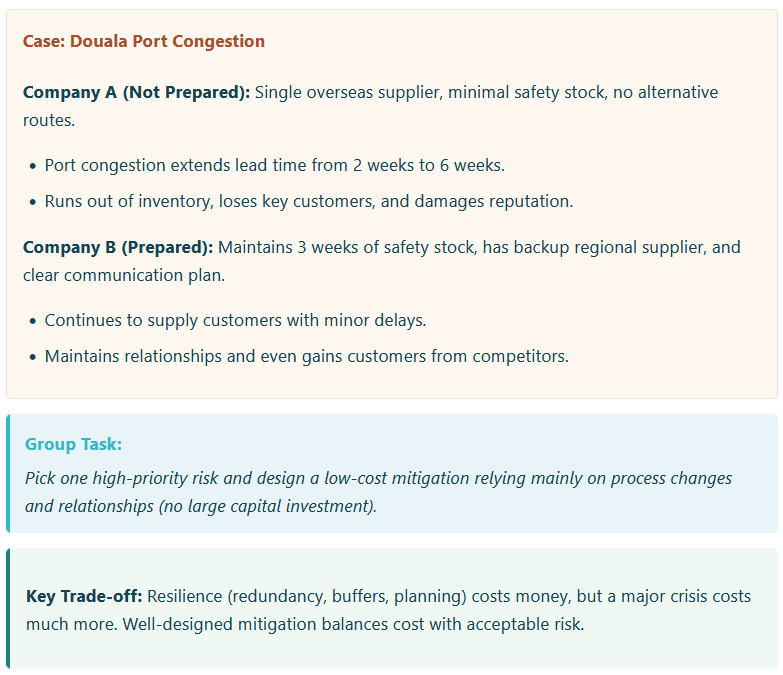 Case: Douala Port Congestion
Company A (Not Prepared): Single overseas supplier, minimal safety stock, no alternative
routes.
• Port congestion extends lead time from 2 weeks to 6 weeks.
• Runs out of inventory, loses key customers, and damages reputation.
Company B (Prepared): Maintains 3 weeks of safety stock, has backup regional supplier, and
clear communication plan.
• Continues to supply customers with minor delays.
• Maintains relationships and even gains customers from competitors.
Group Task:
Pick one high-priority risk and design a low-cost mitigation relying mainly on process changes
and relationships (no large capital investment).
Key Trade-off: Resilience (redundancy, buffers, planning) costs money, but a major crisis costs
much more. Well-designed mitigation balances cost with acceptable risk.